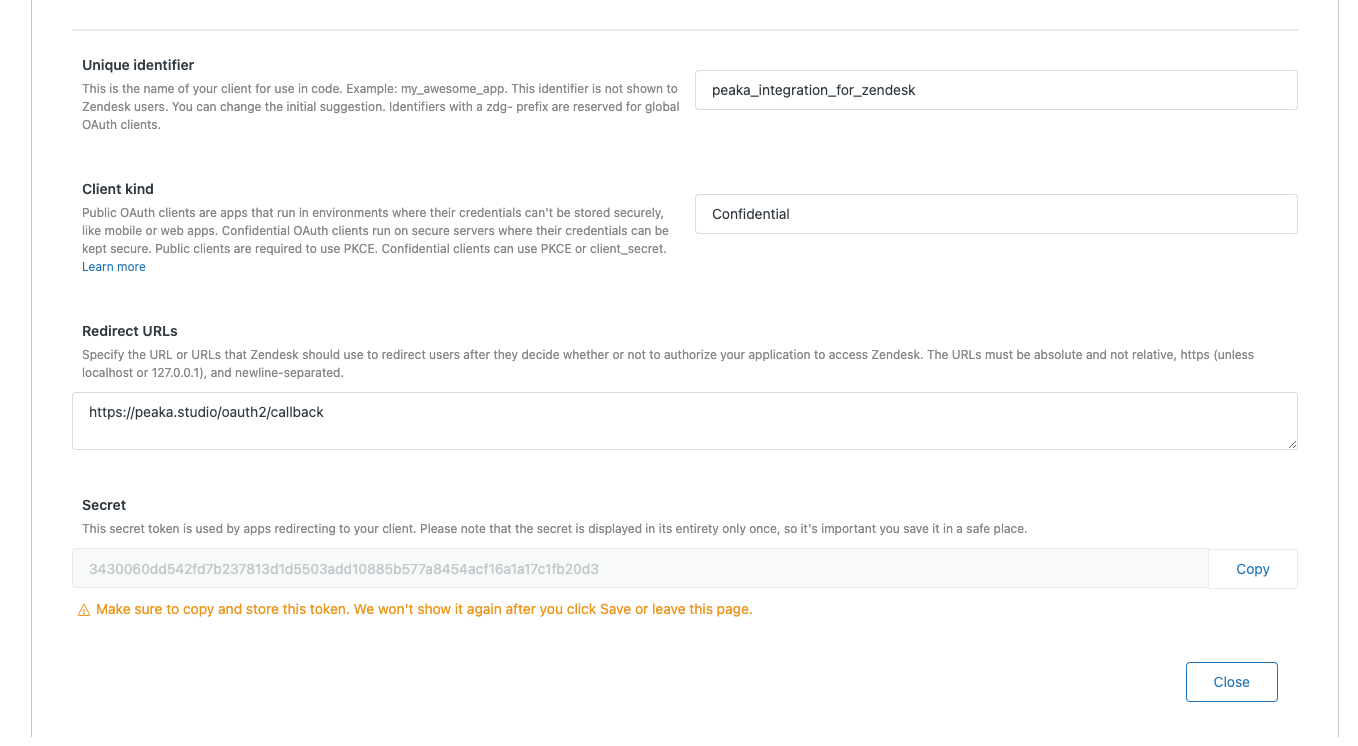 Unique identifier
This is the name of your client for use in code. Example: my_awesome_app. This identifier is not shown to
Zendesk users. You can change the initial suggestion. Identifiers with a zdg- prefix are reserved for global
OAuth clients.
peaka_integration_for_zendesk
Client kind
Public OAuth clients are apps that run in environments where their credentials can't be stored securely,
like mobile or web apps. Confidential OAuth clients run on secure servers where their credentials can be
kept secure. Public clients are required to use PKCE. Confidential clients can use PKCE or client_secret.
Learn more
Confidential
Redirect URLs
Specify the URL or URLs that Zendesk should use to redirect users after they decide whether or not to authorize your application to access Zendesk. The URLs must be absolute and not relative, https (unless
localhost or 127.0.0.1), and newline-separated.
https://peaka.studio/oauth2/callback
Secret
This secret token is used by apps redirecting to your client. Please note that the secret is displayed in its entirety only once, so it's important you save it in a safe place.
3430060dd542fd7b237813d1d5503add10885b577a8454acf16a1a17c1fb20d3
Copy
Make sure to copy and store this token. We won't show it again after you click Save or leave this page.
Close